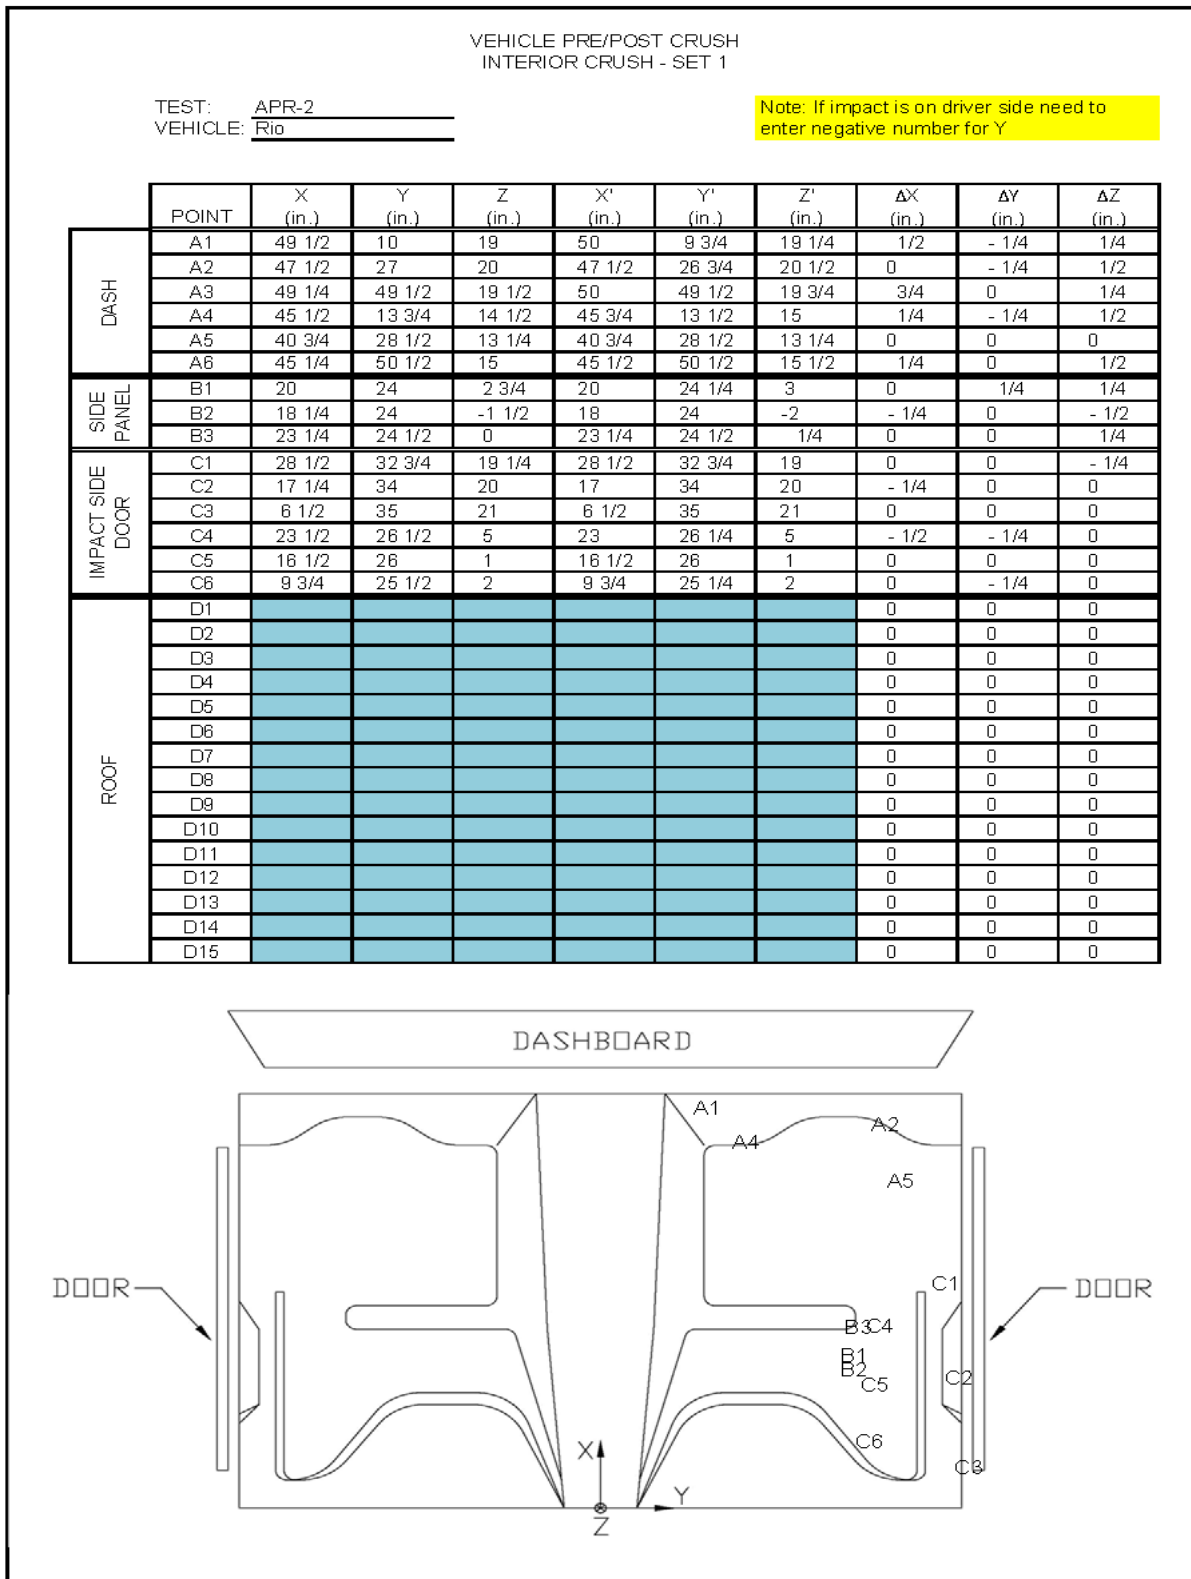 VEHICLE PRE/POST CRUSH
INTERIOR CRUSH - SET 1
TEST: APR-2
VEHICLE: Rio
Note: If impact is on driver side need to
enter negative number for Y
POINT X (in.) Y (in.) Z (in.) X' (in.) Y' (in.) Z' (in.) ΔX (in.) ΔY (in.) ΔZ (in.)
DASH
A1 49 1/2 10 19 50 9 3/4 19 1/4 1/2 - 1/4 1/4
A2 47 1/2 27 20 47 1/2 26 3/4 20 1/2 0 - 1/4 1/2
A3 49 1/4 49 1/2 19 1/2 50 49 1/2 19 3/4 3/4 0 1/4
A4 45 1/2 13 3/4 14 1/2 45 3/4 13 1/2 15 1/4 - 1/4 1/2
A5 40 3/4 28 1/2 13 1/4 40 3/4 28 1/2 13 1/4 0 0 0
A6 45 1/4 50 1/2 15 45 1/2 50 1/2 15 1/2 1/4 0 1/2
SIDE PANEL
B1 20 24 2 3/4 20 24 1/4 3 0 1/4 1/4
B2 18 1/4 24 -1 1/2 18 24 -2 - 1/4 0 - 1/2
B3 23 1/4 24 1/2 0 23 1/4 24 1/2 1/4 0 0 1/4
IMPACT SIDE DOOR
C1 28 1/2 32 3/4 19 1/4 28 1/2 32 3/4 19 0 0 - 1/4
C2 17 1/4 34 20 17 34 20 - 1/4 0 0
C3 6 1/2 35 21 6 1/2 35 21 0 0 0
C4 23 1/2 26 1/2 5 23 26 1/4 5 - 1/2 - 1/4 0
C5 16 1/2 26 1 16 1/2 26 1 0 0 0
C6 9 3/4 25 1/2 2 9 3/4 25 1/4 2 0 - 1/4 0
ROOF
D1 0 0 0
D2 0 0 0
D3 0 0 0
D4 0 0 0
D5 0 0 0
D6 0 0 0
D7 0 0 0
D8 0 0 0
D9 0 0 0
D10 0 0 0
D11 0 0 0
D12 0 0 0
D13 0 0 0
D14 0 0 0
D15 0 0 0
DASHBOARD
A1
A2
A4
A5
DOOR
C1
DOOR
B3 C4
B1
B2
C2
C5
C6
C3
X
Y
Z